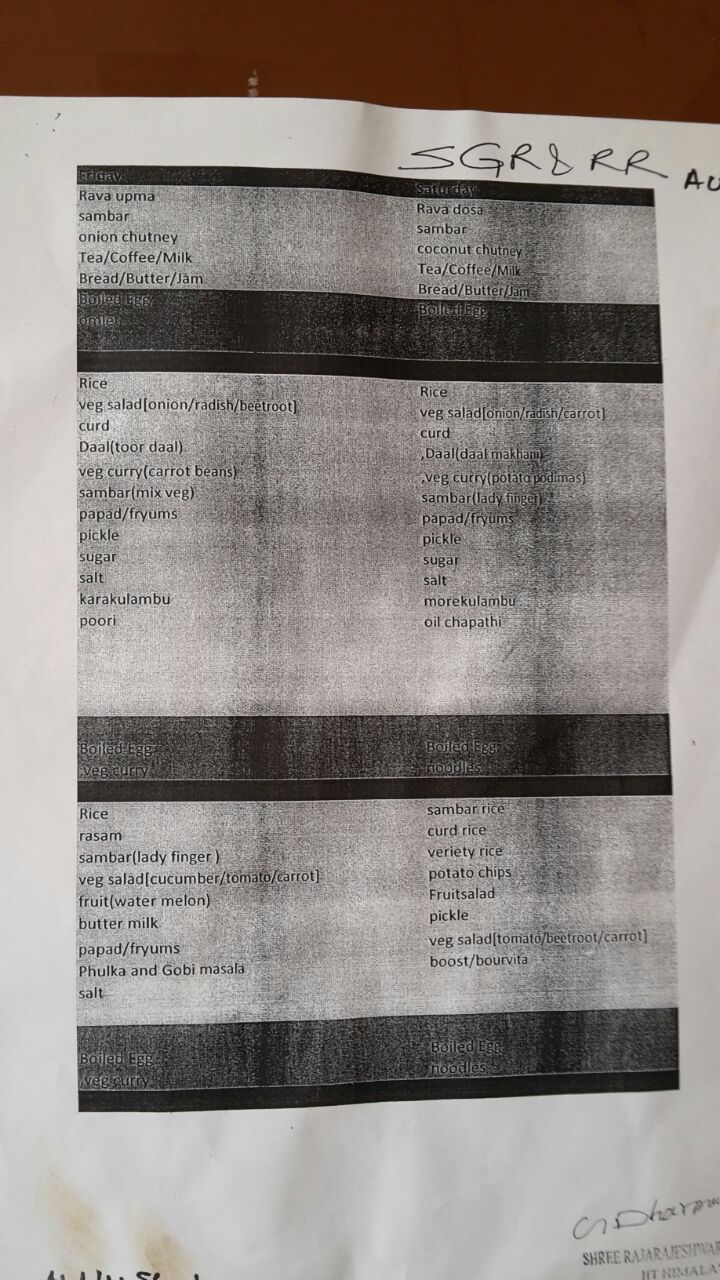 SGR & RR
AU
Friday
Rava upma
sambar
onion chutney
Tea/Coffee/Milk
Bread/Butter/Jam
Boiled Egg
omlet
Saturday
Rava dosa
sambar
coconut chutney
Tea/Coffee/Milk
Bread/Butter/Jam
Boiled Egg
Rice
veg salad[onion/radish/beetroot]
curd
Daal(toor daal)
veg curry(carrot beans)
sambar(mix veg)
papad/fryums
pickle
sugar
salt
karakulambu
poori
Boiled Egg
,veg curry
Rice
veg salad[onion/radish/carrot]
curd
,Daal(daal makhani)
,veg curry(potato podimas)
sambar(lady finger)
papad/fryums
pickle
sugar
salt
morekulambu
oil chapathi
Boiled Egg
noodles
Rice
rasam
sambar(lady finger )
veg salad[cucumber/tomato/carrot]
fruit(water melon)
butter milk
papad/fryums
Phulka and Gobi masala
salt
Boiled Egg
,veg curry
sambar rice
curd rice
veriety rice
potato chips
Fruitsalad
pickle
veg salad[tomato/beetroot/carrot]
boost/bourvita
Boiled Egg
noodles
SHREE RAJARAJESHWAR
IIT HIMALA